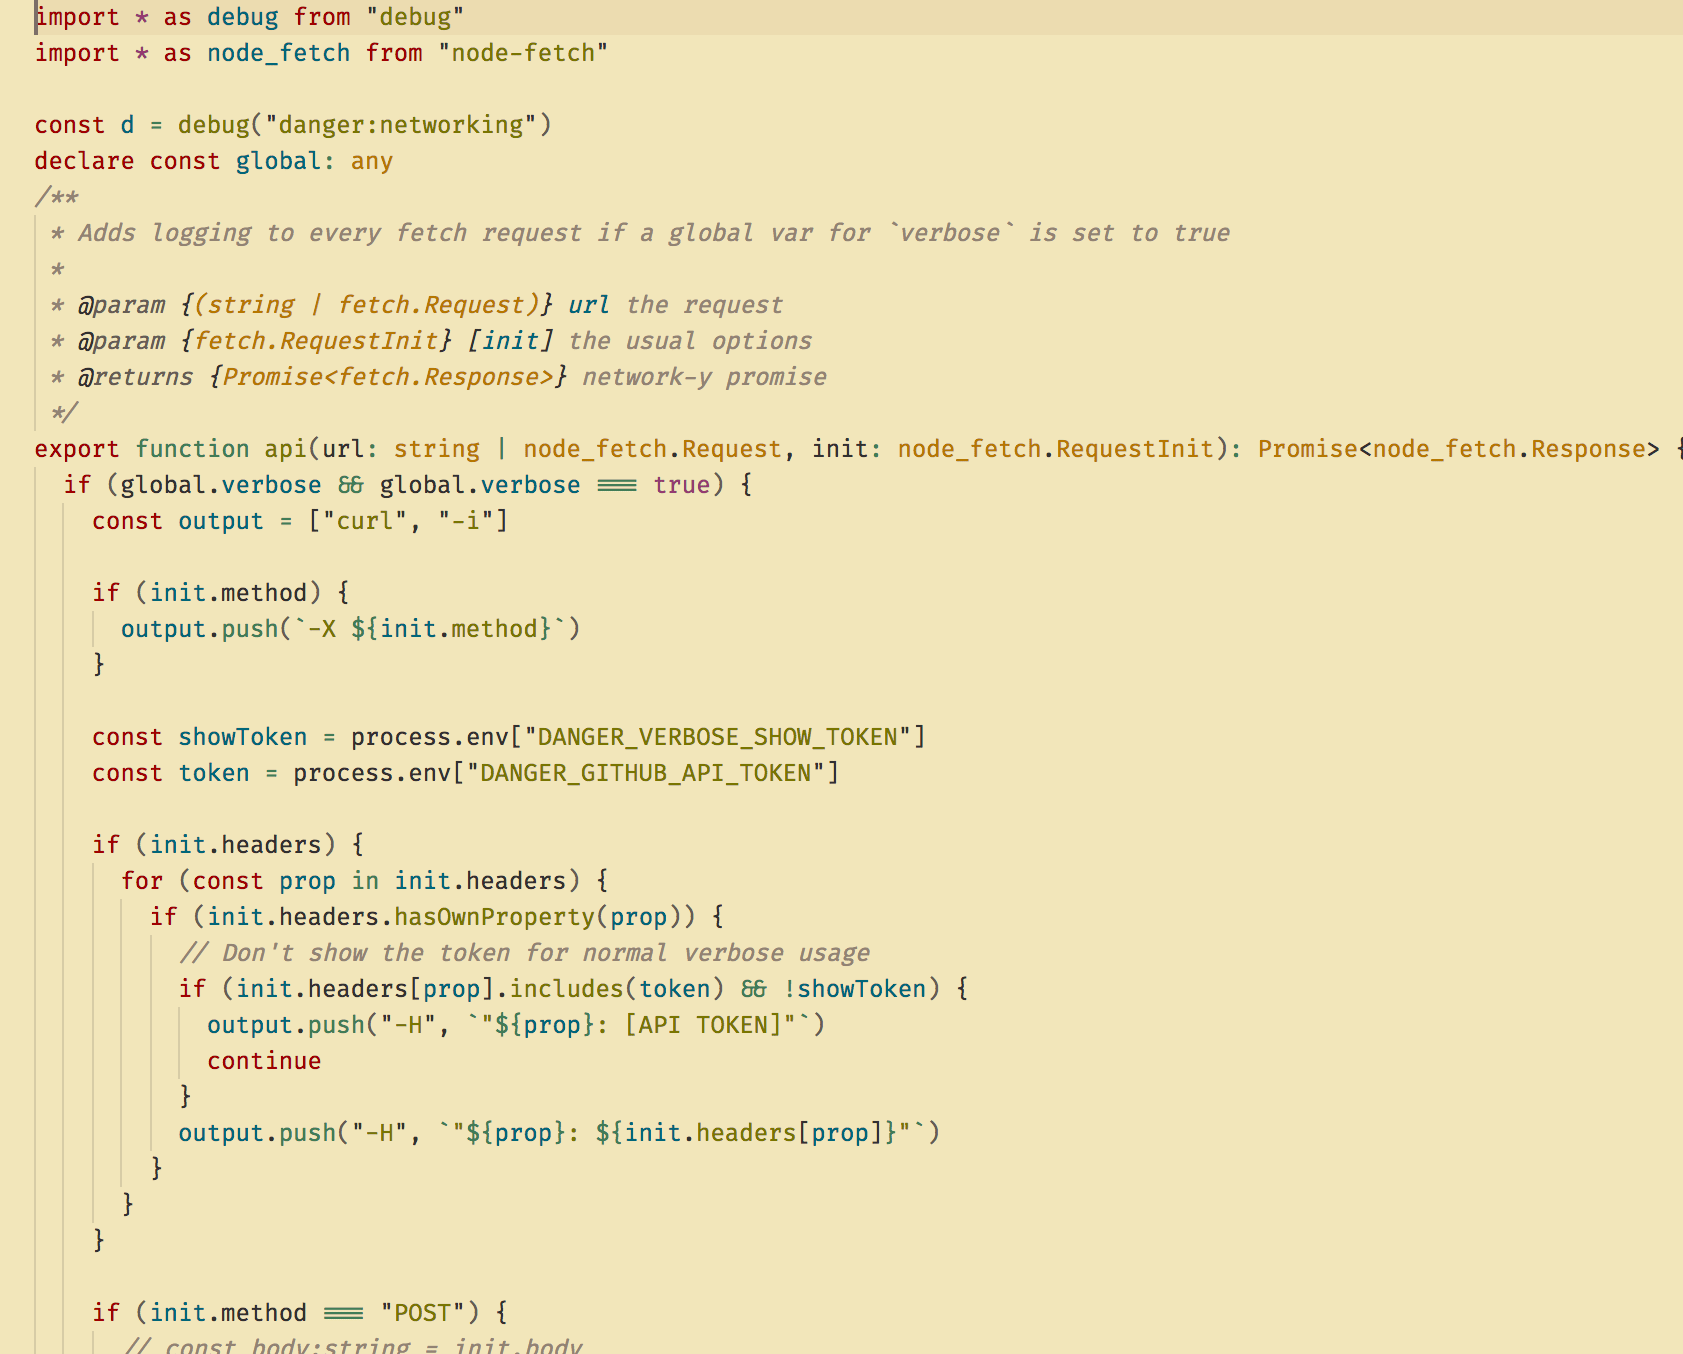 import * as debug from "debug"
import * as node_fetch from "node-fetch"

const d = debug("danger:networking")
declare const global: any
/**
 * Adds logging to every fetch request if a global var for `verbose` is set to true
 *
 * @param {(string | fetch.Request)} url the request
 * @param {fetch.RequestInit} [init] the usual options
 * @returns {Promise<fetch.Response>} network-y promise
 */
export function api(url: string | node_fetch.Request, init: node_fetch.RequestInit): Promise<node_fetch.Response> {
  if (global.verbose && global.verbose === true) {
    const output = ["curl", "-i"]

    if (init.method) {
      output.push(`-X ${init.method}`)
    }

    const showToken = process.env["DANGER_VERBOSE_SHOW_TOKEN"]
    const token = process.env["DANGER_GITHUB_API_TOKEN"]

    if (init.headers) {
      for (const prop in init.headers) {
        if (init.headers.hasOwnProperty(prop)) {
          // Don't show the token for normal verbose usage
          if (init.headers[prop].includes(token) && !showToken) {
            output.push("-H", `"${prop}: [API TOKEN]"`)
            continue
          }
          output.push("-H", `"${prop}: ${init.headers[prop]}"`)
        }
      }
    }

    if (init.method === "POST") {
      // const body:string = init.body